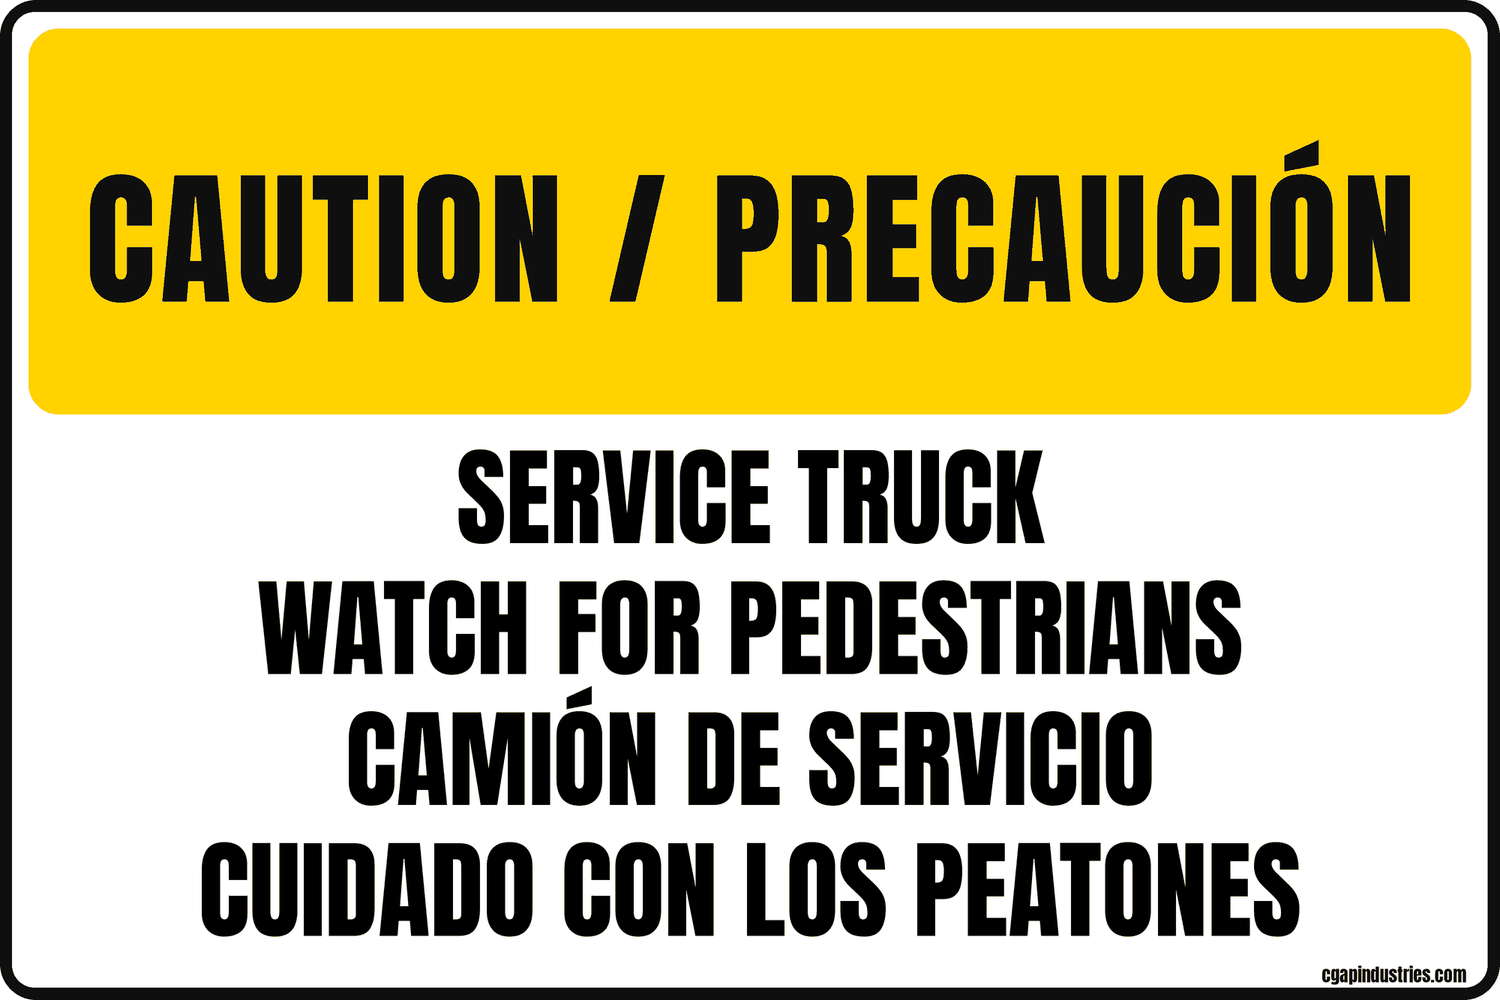 CAUTION / PRECAUCIÓN
SERVICE TRUCK
WATCH FOR PEDESTRIANS
CAMIÓN DE SERVICIO
CUIDADO CON LOS PEATONES
cgapindustries.com